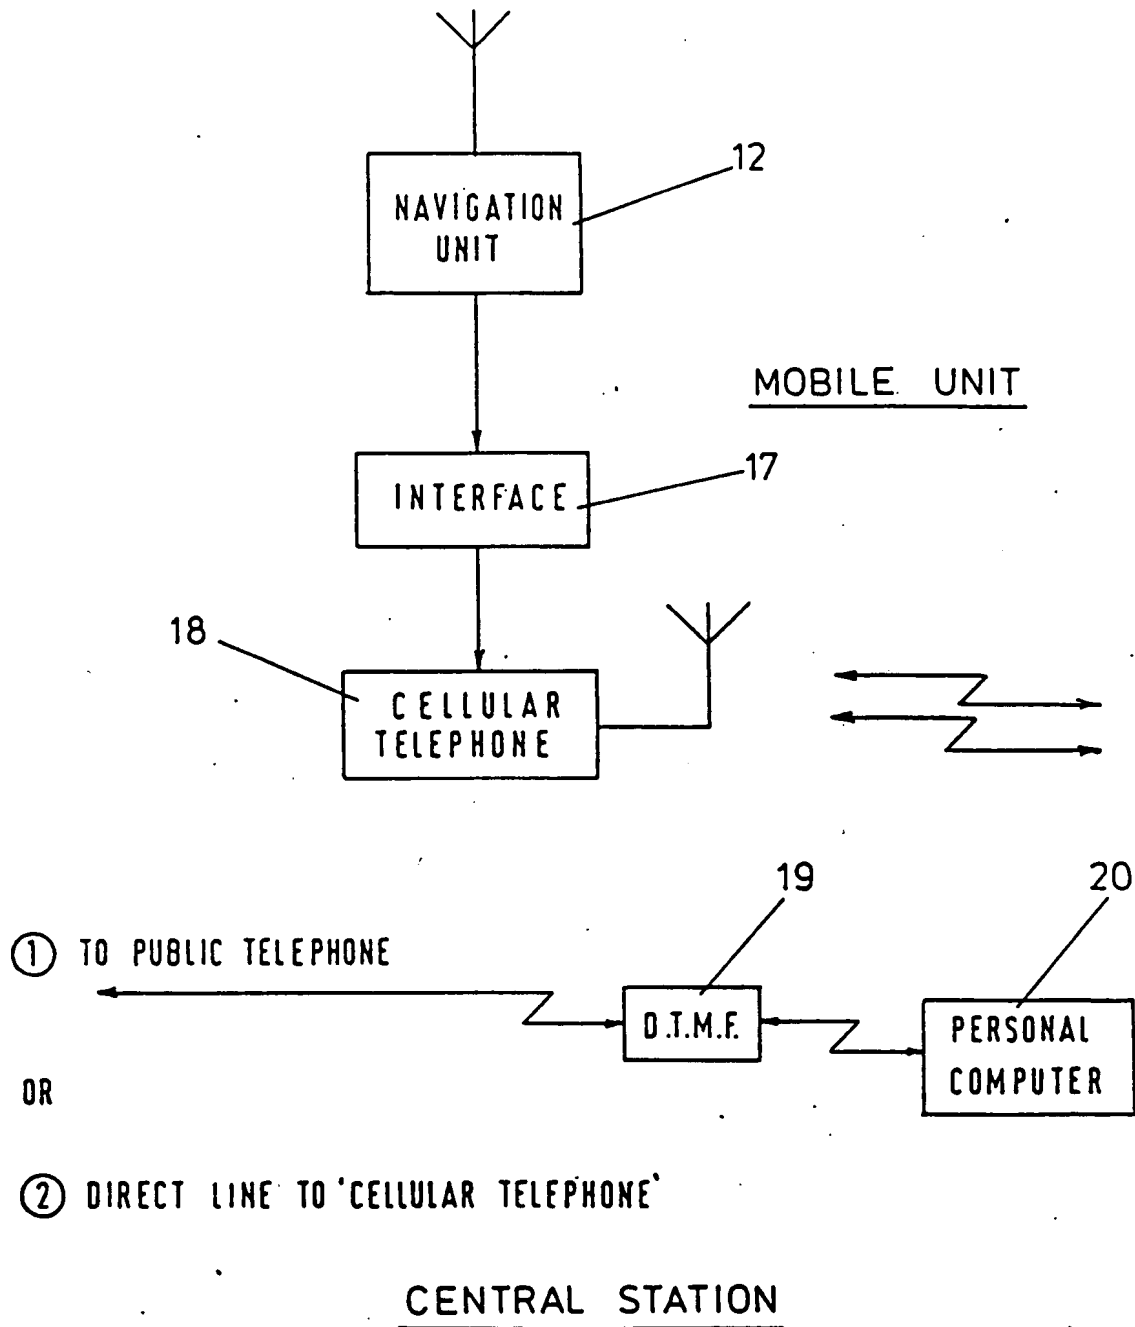 12
NAVIGATION
UNIT
MOBILE UNIT
17
INTERFACE
18
CELLULAR
TELEPHONE
19
20
1 TO PUBLIC TELEPHONE
D.T.M.F.
PERSONAL
COMPUTER
OR
2 DIRECT LINE TO 'CELLULAR TELEPHONE'
CENTRAL STATION